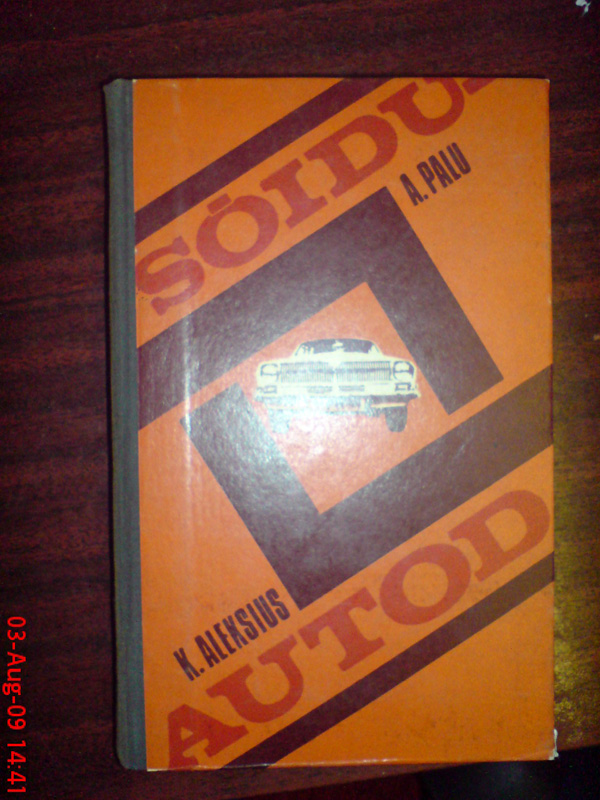 SÕIDU-
A. PALU
K. ALEKSIUS
AUTOD
03-Aug-09 14:41